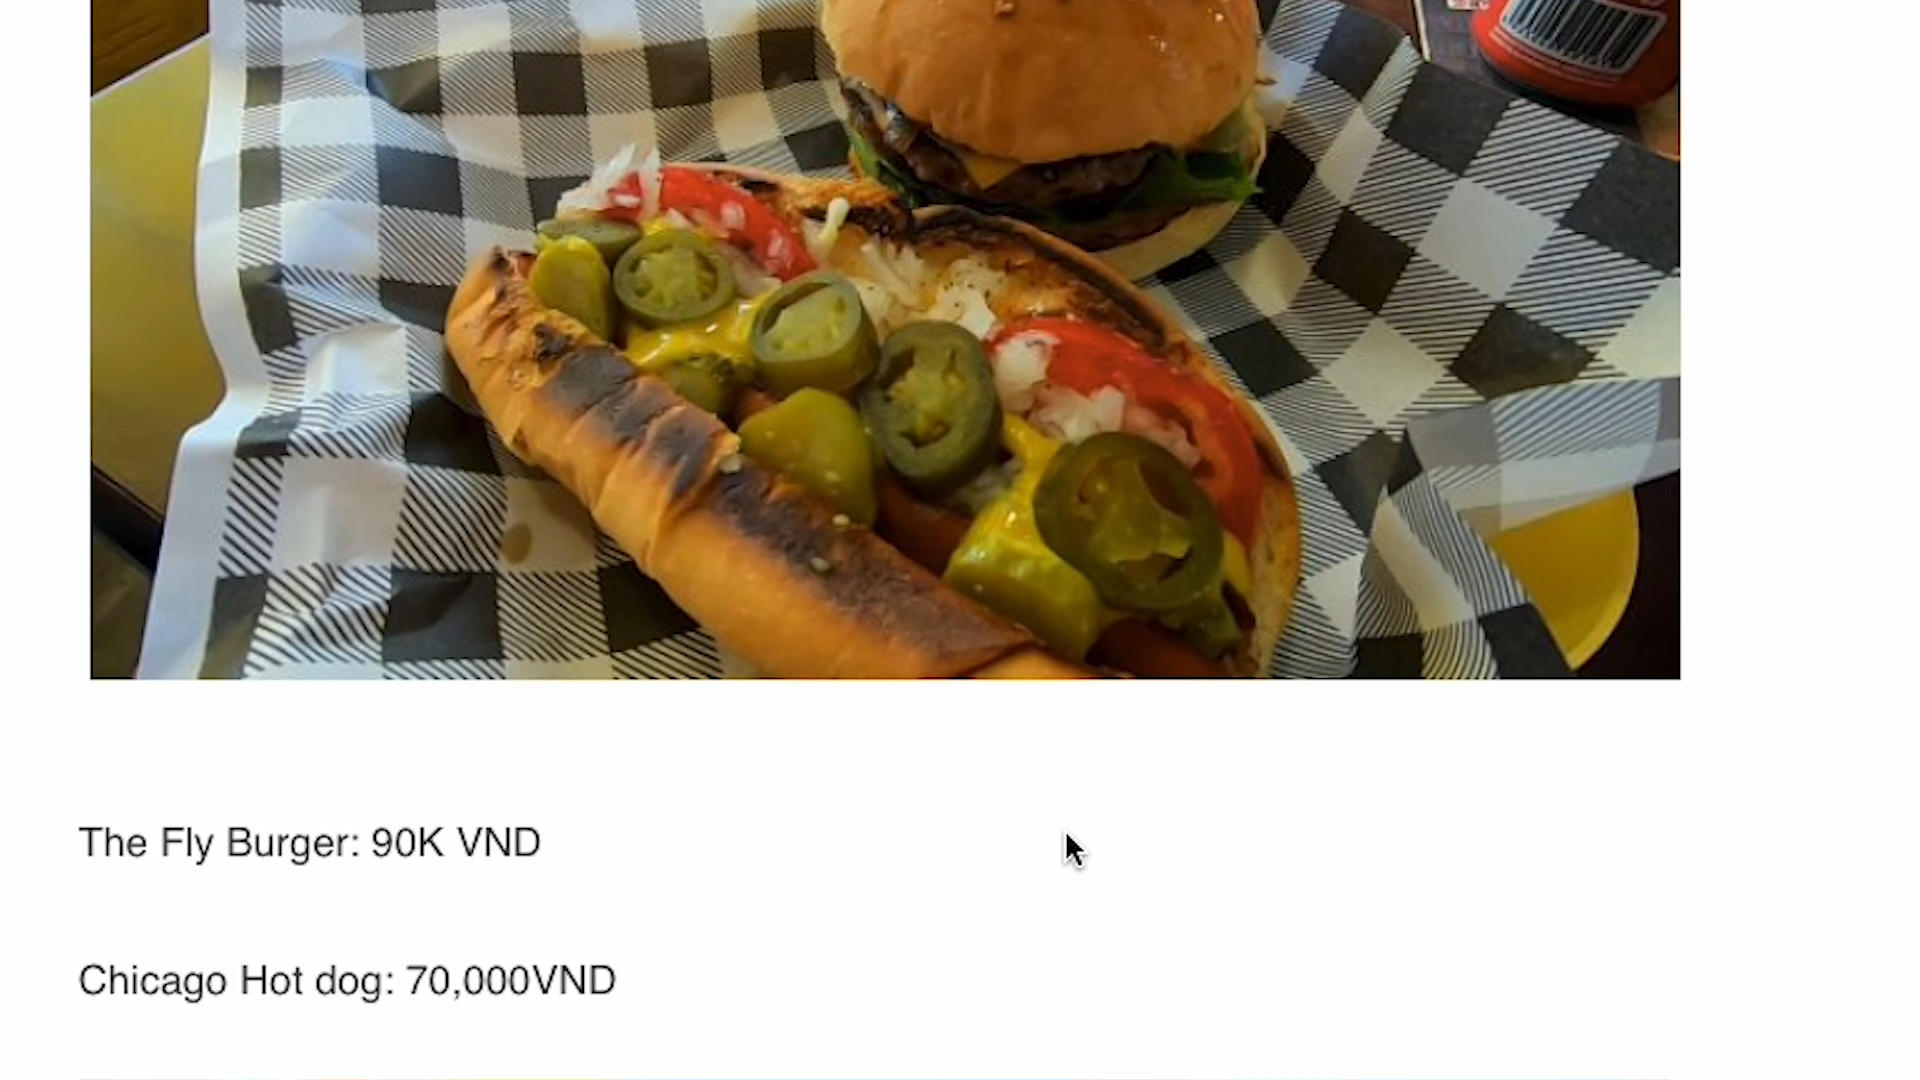 The Fly Burger: 90K VND
Chicago Hot dog: 70,000VND